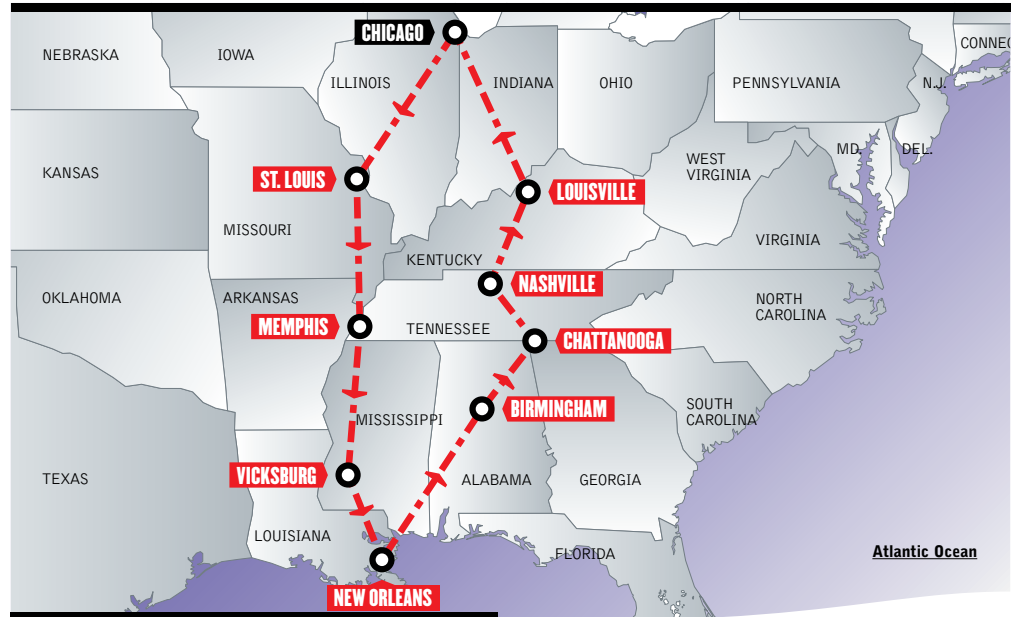 CHICAGO
NEBRASKA
IOWA
ILLINOIS
INDIANA
OHIO
PENNSYLVANIA
CONNEC
N.J.
KANSAS
ST. LOUIS
LOUISVILLE
WEST
VIRGINIA
MD.
DEL.
MISSOURI
KENTUCKY
VIRGINIA
OKLAHOMA
ARKANSAS
NASHVILLE
NORTH
CAROLINA
MEMPHIS
TENNESSEE
CHATTANOOGA
MISSISSIPPI
BIRMINGHAM
SOUTH
CAROLINA
TEXAS
VICKSBURG
ALABAMA
GEORGIA
LOUISIANA
FLORIDA
Atlantic Ocean
NEW ORLEANS